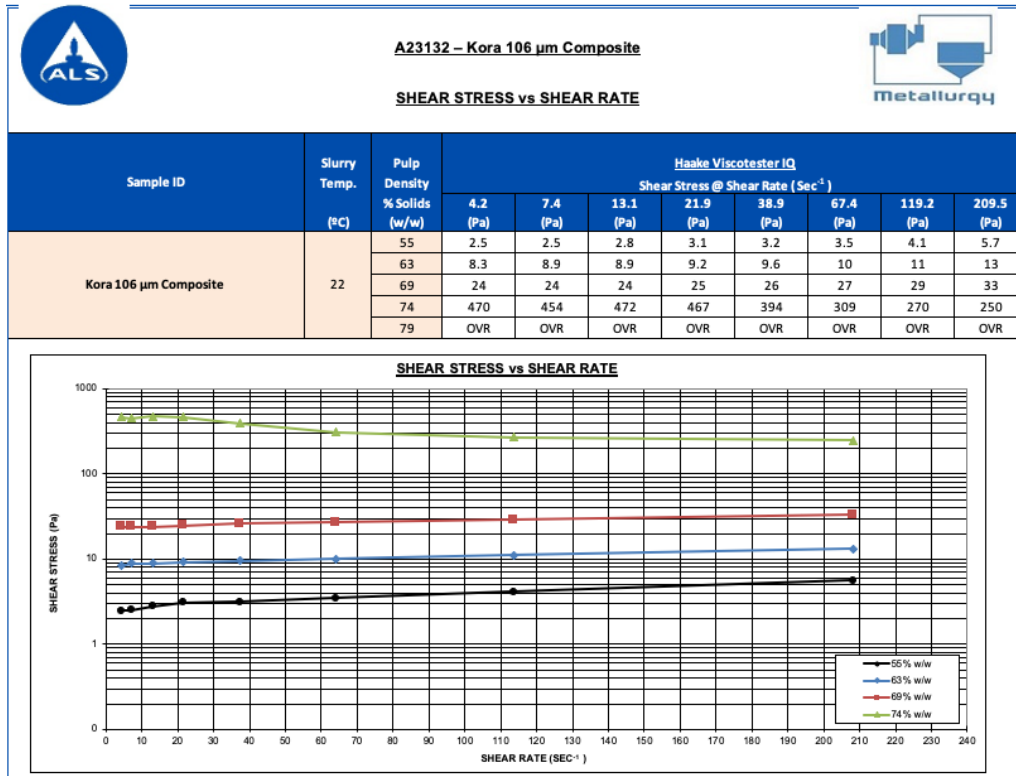 ALS
A23132 – Kora 106 µm Composite
SHEAR STRESS vs SHEAR RATE
Metallurgy
Sample ID
Slurry Temp. (ºC)
Pulp Density % Solids (w/w)
Haake Viscotester IQ
Shear Stress @ Shear Rate ( Sec-1 )
4.2 (Pa) 7.4 (Pa) 13.1 (Pa) 21.9 (Pa) 38.9 (Pa) 67.4 (Pa) 119.2 (Pa) 209.5 (Pa)
Kora 106 µm Composite 22
55 2.5 2.5 2.8 3.1 3.2 3.5 4.1 5.7
63 8.3 8.9 8.9 9.2 9.6 10 11 13
69 24 24 24 25 26 27 29 33
74 470 454 472 467 394 309 270 250
79 OVR OVR OVR OVR OVR OVR OVR OVR
SHEAR STRESS vs SHEAR RATE
SHEAR STRESS (Pa)
1000
100
10
1
0
55% w/w
63% w/w
69% w/w
74% w/w
0 10 20 30 40 50 60 70 80 90 100 110 120 130 140 150 160 170 180 190 200 210 220 230 240
SHEAR RATE (SEC-1)